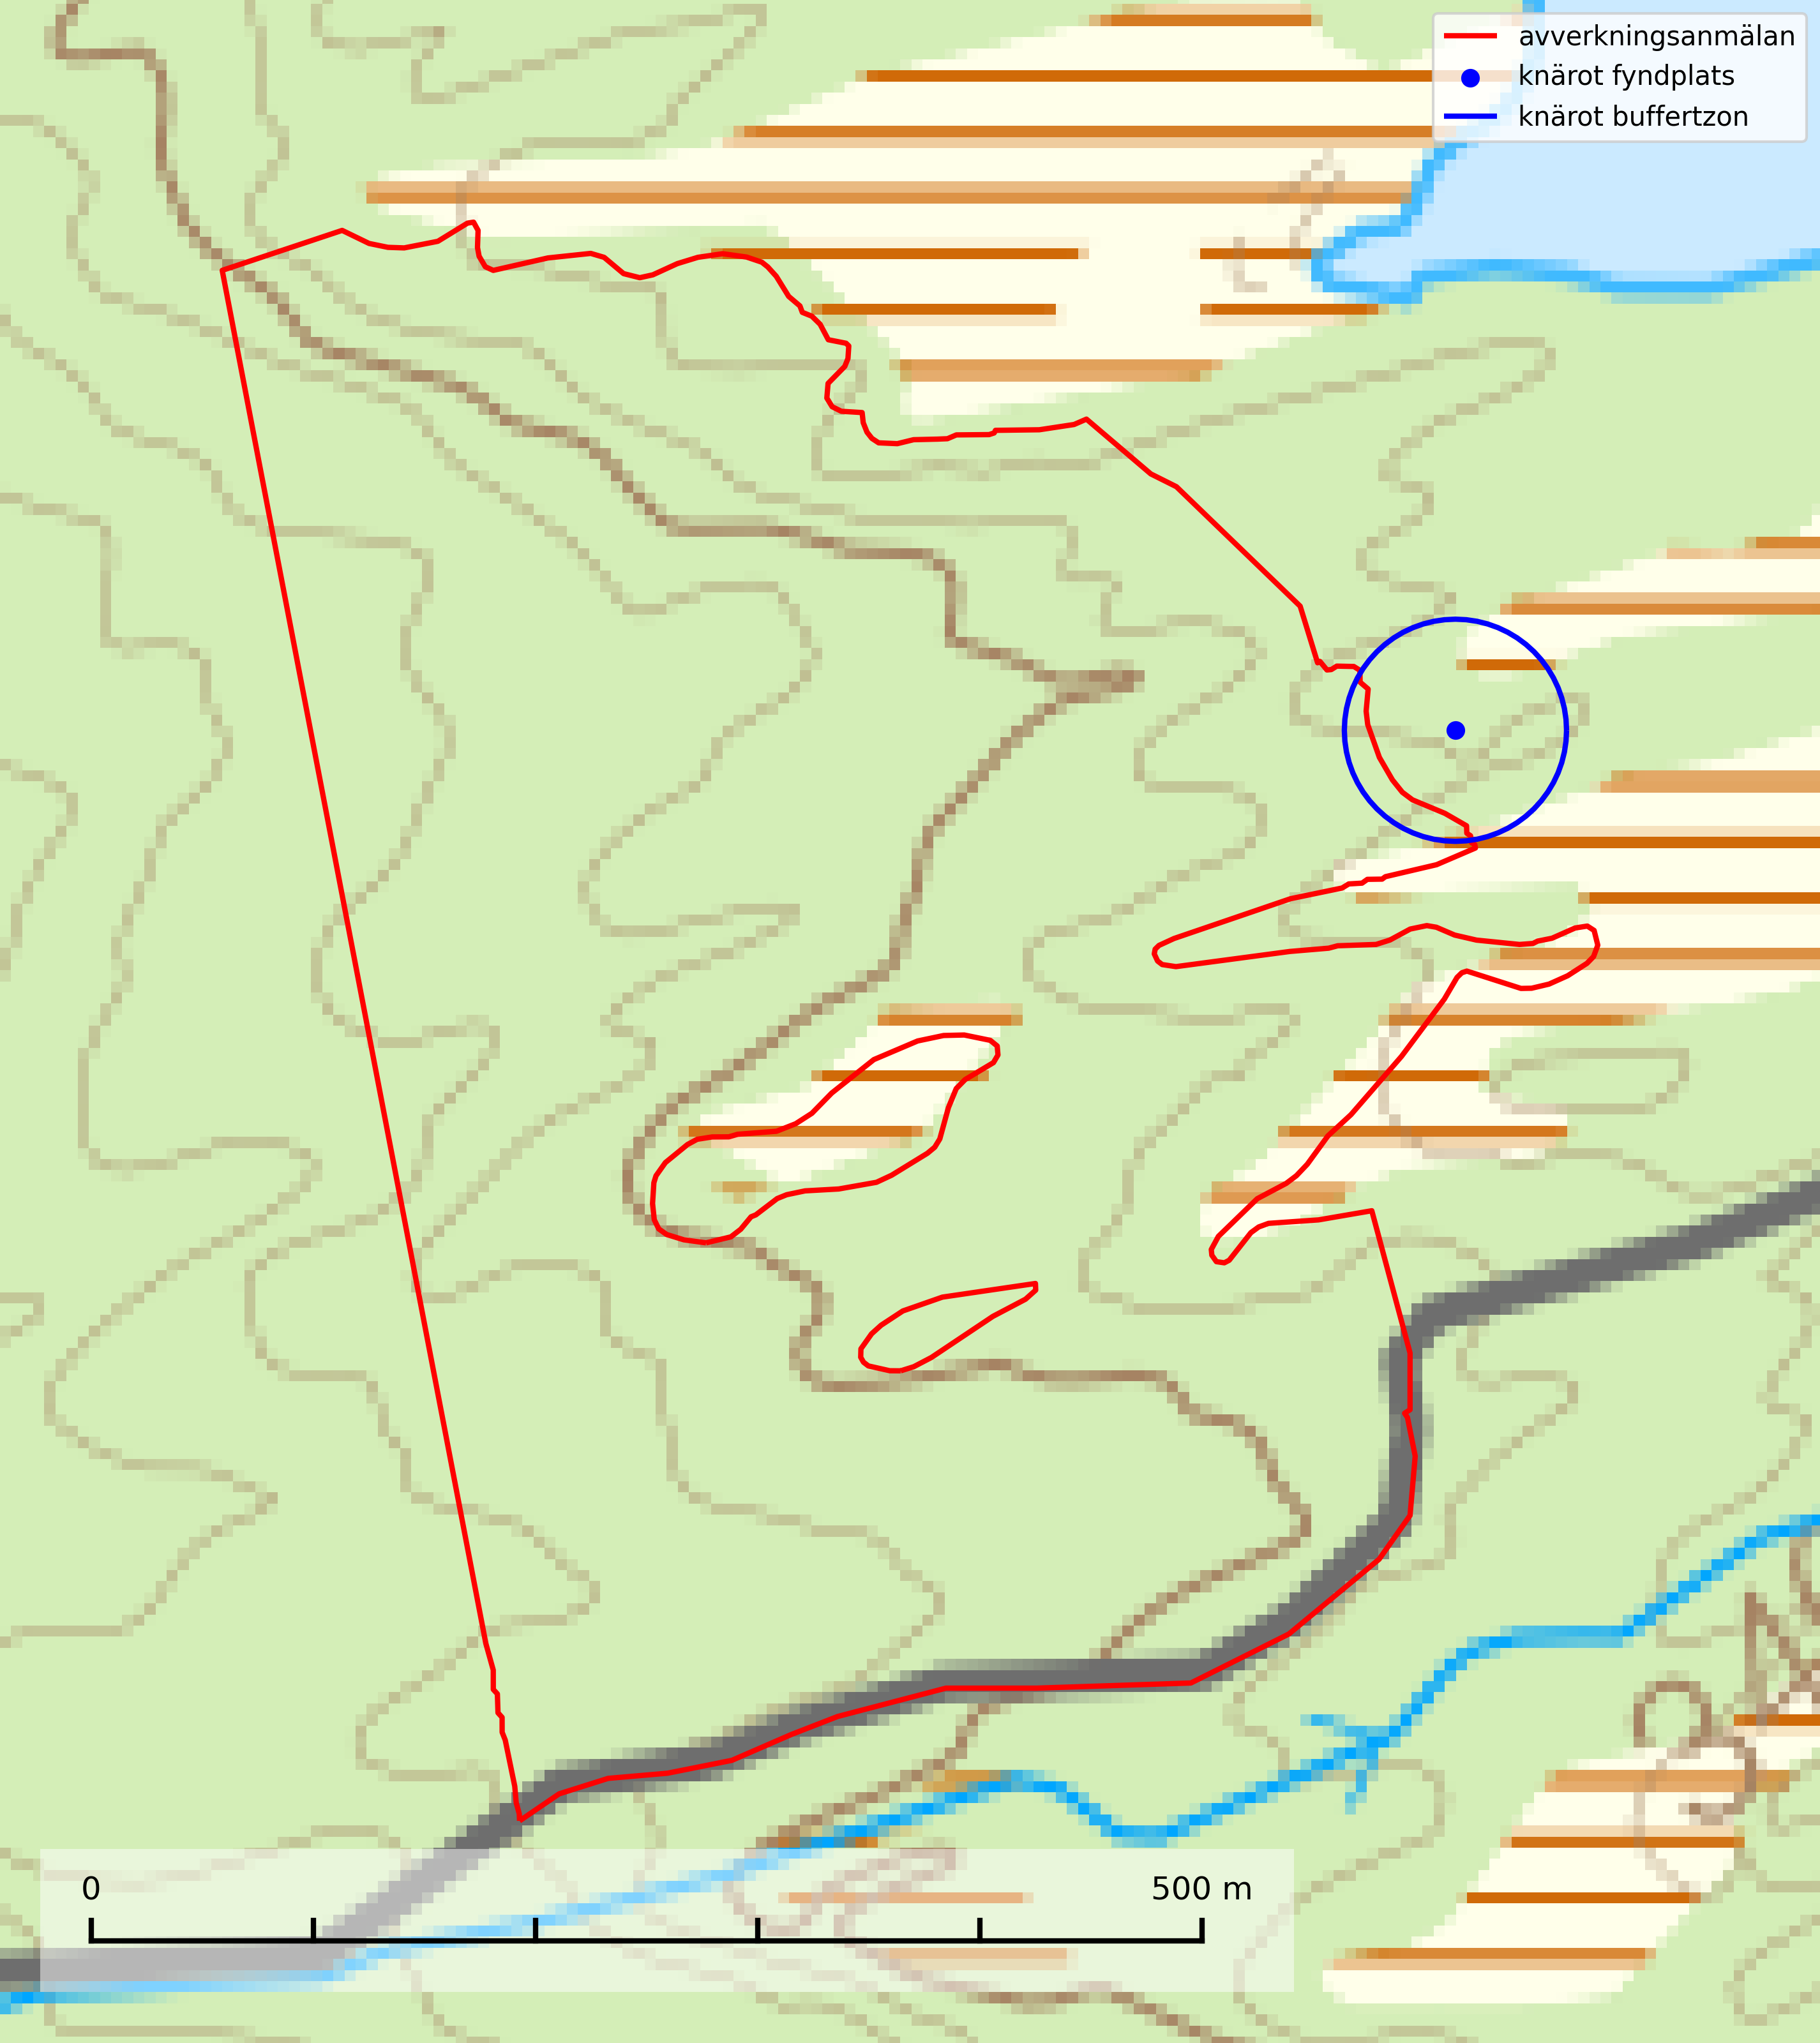 avverkningsanmälan
knärot fyndplats
knärot buffertzon
0
500 m